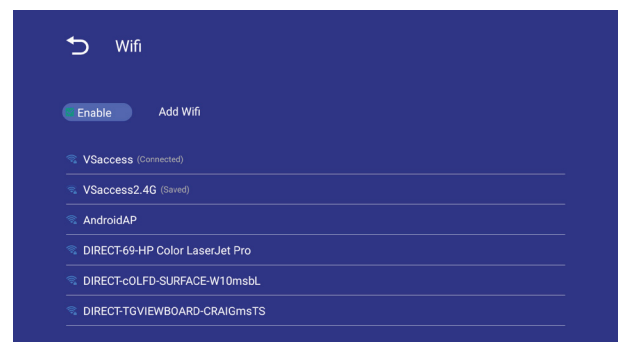 Wifi
Enable Add Wifi
VSaccess (Connected)
VSaccess2.4G (Saved)
AndroidAP
DIRECT-69-HP Color LaserJet Pro
DIRECT-cOLFD-SURFACE-W10msbL
DIRECT-TGVIEWBOARD-CRAIGmsTS